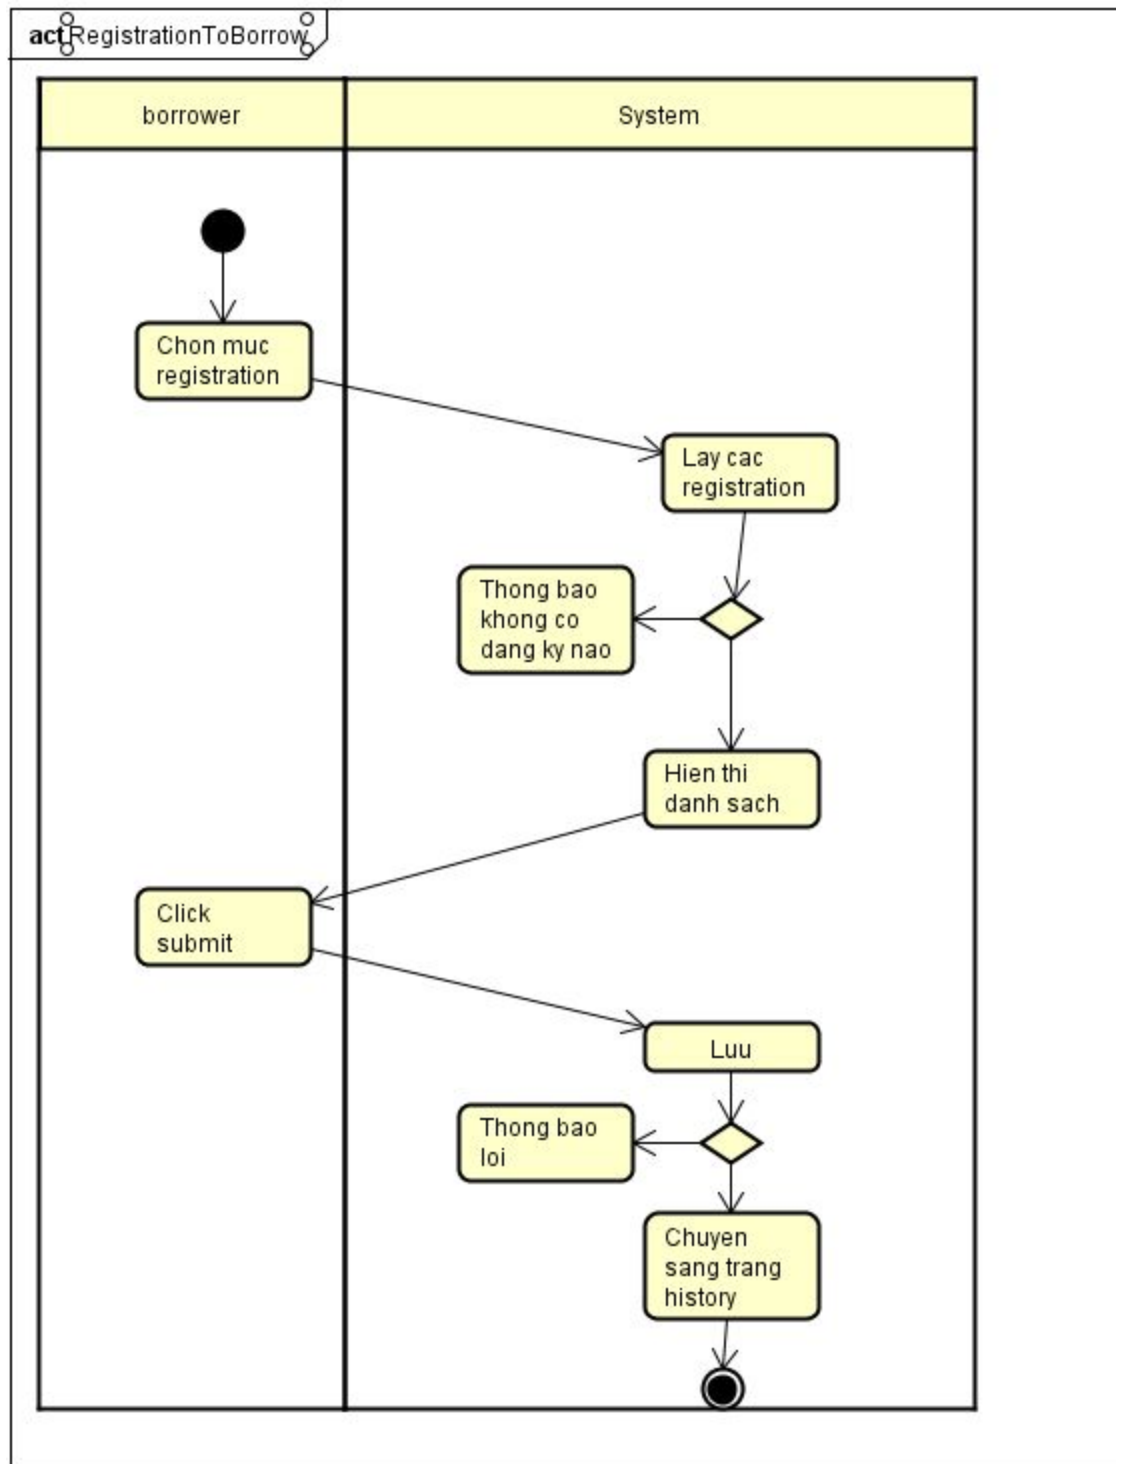 act RegistrationToBorrow
borrower
System
Chon muc
registration
Lay cac
registration
Thong bao
khong co
dang ky nao
Hien thi
danh sach
Click
submit
Luu
Thong bao
loi
Chuyen
sang trang
history